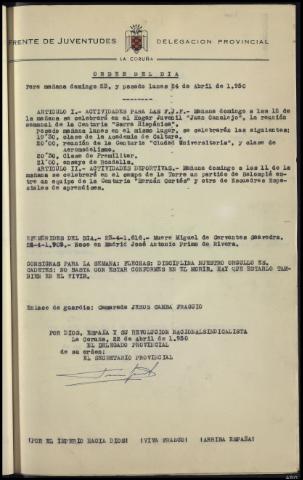 FRENTE DE JUVENTUDES DELEGACION PROVINCIAL
LA CORUÑA
ORDEN DEL DIA
Para mañana domingo 23, y pasado lunes 24 de Abril de 1,950
ARTICULO I.- ACTIVIDADES PARA LAS F.J.F.- Mañana domingo a las 12 de
la mañana se celebrará en el Hogar Juvenil "Juan Canalejo", la reunión
semanal de la Centuria "Sacra Hispánica".
Pasado mañana lunes en el mismo lugar, se celebrarán las siguientes;
19'30, clase de la Academia de Cultura.
20'00, reunión de la Centuria "Ciudad Universitaria", y clase de
aeromodelismo.
20'30, Clase de Premiliter.
21'00 ensayo de Rondalla.
ARTICULO II.- ACTIVIDADES DEPORTIVAS.- Mañana domingo a las 11 de la
mañana se celebrará en el campo de la Torre un partido de Balompié entre
un equipo de la Centuria "Hernán Cortés" y otro de Escuadras Especiales
de aprendices.
EFEMERIDES DEL DIA.- 23-4-1,616.- Muere Miguel de Cervantes Saavedra.
24-4-1,903.- Nace en Madrid José Antonio Primo de Rivera.
CONSIGNAS PARA LA SEMANA: FLECHAS: DISCIPLINA NUESTRO ORGULLO ES.
CADETES: NO BASTA CON ESTAR CONFORMES EN EL MORIR, HAY QUE ESTARLO TAM-
BIEN EN EL VIVIR.
Enlace de guardia: Camarada JESUS CAMBA FRAGUIO
POR DIOS, ESPAÑA Y SU REVOLUCION NACIONALSINDICALISTA
La Coruña, 22 de Abril de 1.950
EL DELEGADO PROVINCIAL
de su orden:
EL SECRETARIO PROVINCIAL
¡POR EL IMPERIO HACIA DIOS! ¡VIVA FRANCO! ¡ARRIBA ESPAÑA!